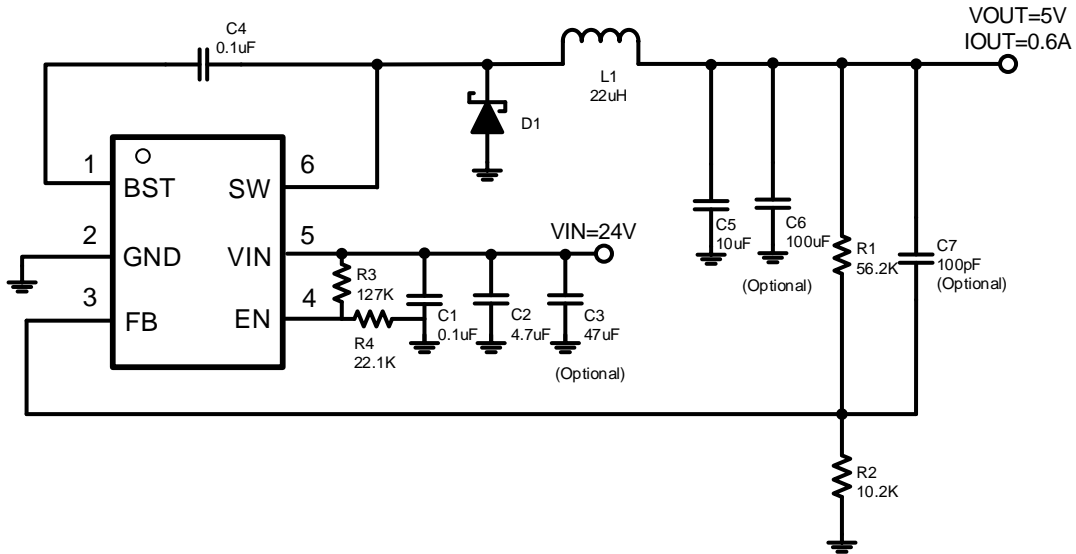 VOUT=5V
IOUT=0.6A
C4
0.1uF
L1
22uH
D1
1
BST
6
SW
2
GND
5
VIN
VIN=24V
3
FB
4
EN
R3
127K
R4
22.1K
C1
0.1uF
C2
4.7uF
C3
47uF
(Optional)
C5
10uF
C6
100uF
(Optional)
R1
56.2K
C7
100pF
(Optional)
R2
10.2K